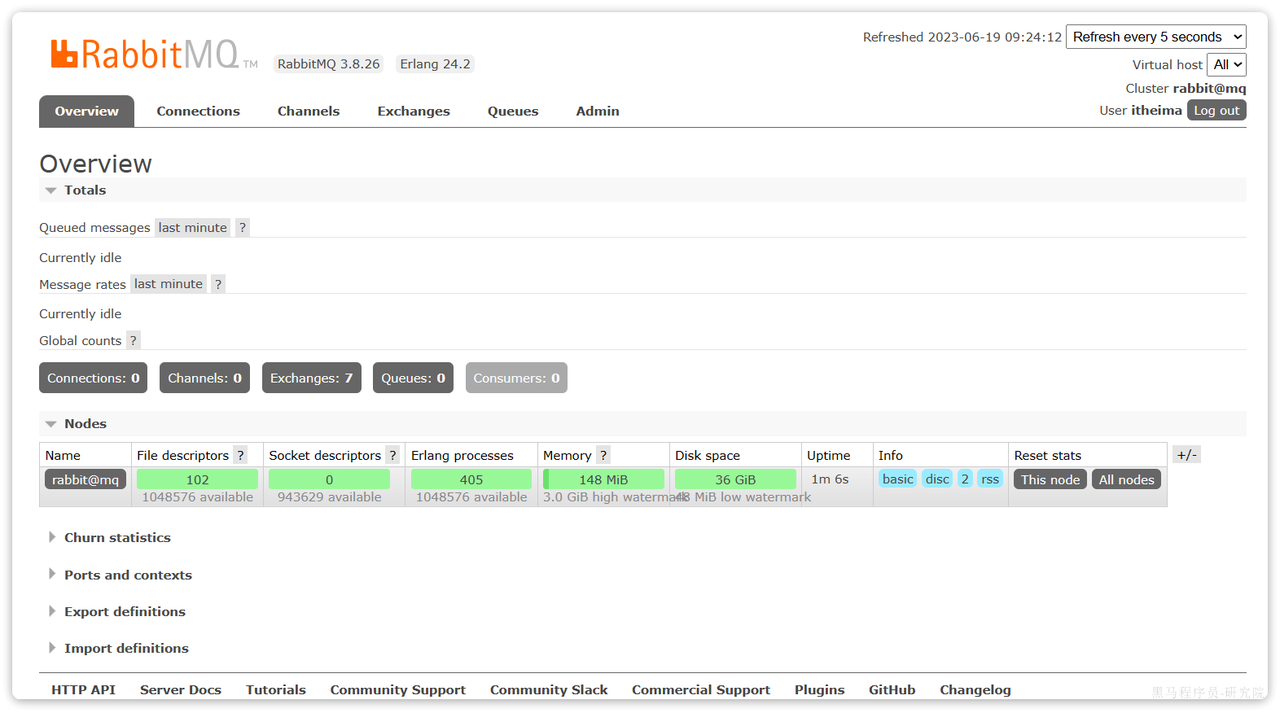 RabbitMQ TM RabbitMQ 3.8.26 Erlang 24.2
Refreshed 2023-06-19 09:24:12 Refresh every 5 seconds
Virtual host All
Cluster rabbit@mq
User itheima Log out
Overview Connections Channels Exchanges Queues Admin
Overview
Totals
Queued messages last minute ?
Currently idle
Message rates last minute ?
Currently idle
Global counts ?
Connections: 0 Channels: 0 Exchanges: 7 Queues: 0 Consumers: 0
Nodes
Name File descriptors ? Socket descriptors ? Erlang processes Memory ? Disk space Uptime Info Reset stats +/-
rabbit@mq 102 0 405 148 MiB 36 GiB 1m 6s basic disc 2 rss This node All nodes
1048576 available 943629 available 1048576 available 3.0 GiB high watermark 48 MiB low watermark
Churn statistics
Ports and contexts
Export definitions
Import definitions
HTTP API Server Docs Tutorials Community Support Community Slack Commercial Support Plugins GitHub Changelog
黑马程序员-研究院